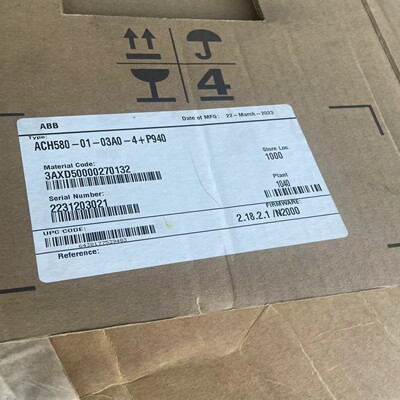 4
ABB
Date of MFG: 22-March-2023
Type:
ACH580-01-03A0-4+P940
Material Code:
3AXD50000270132
Store Loc.
1000
Serial Number:
2231203021
Plant
1040
UPC CODE:
6438177539483
FIRMWARE:
2.18.2.1 /N2000
Reference: